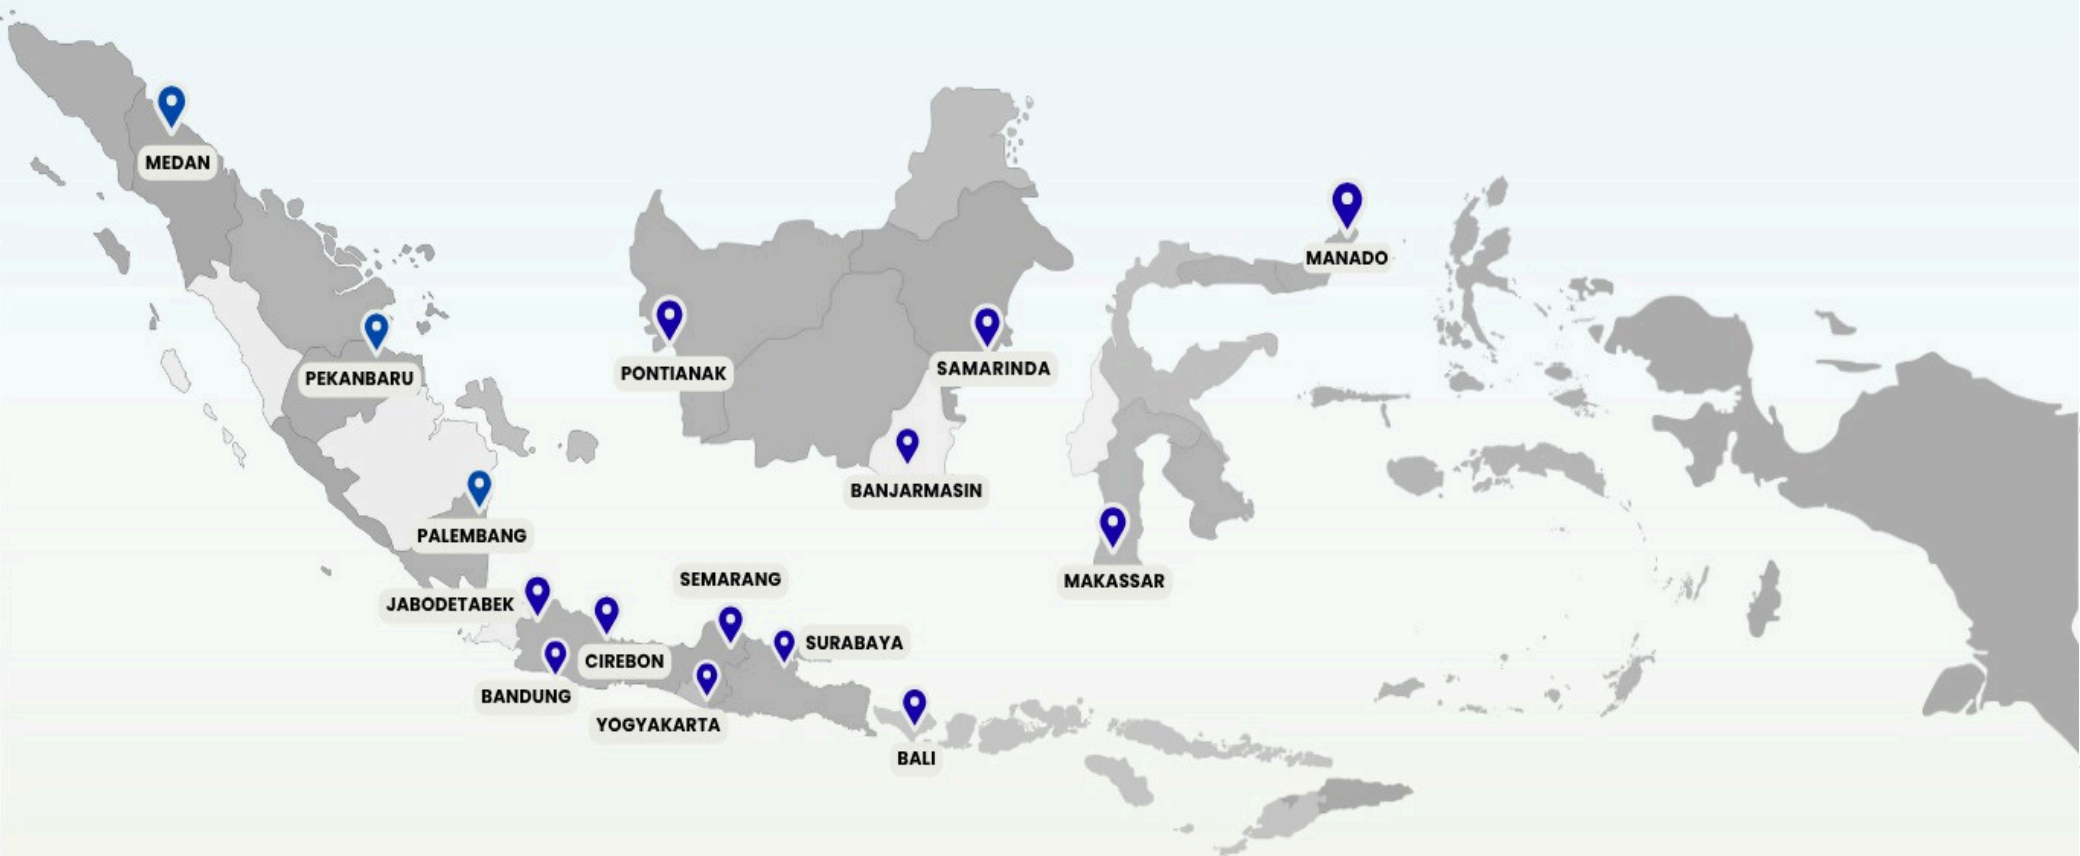 MEDAN
MANADO
PONTIANAK
SAMARINDA
PEKANBARU
BANJARMASIN
PALEMBANG
SEMARANG
MAKASSAR
JABODETABEK
SURABAYA
CIREBON
BANDUNG
YOGYAKARTA
BALI